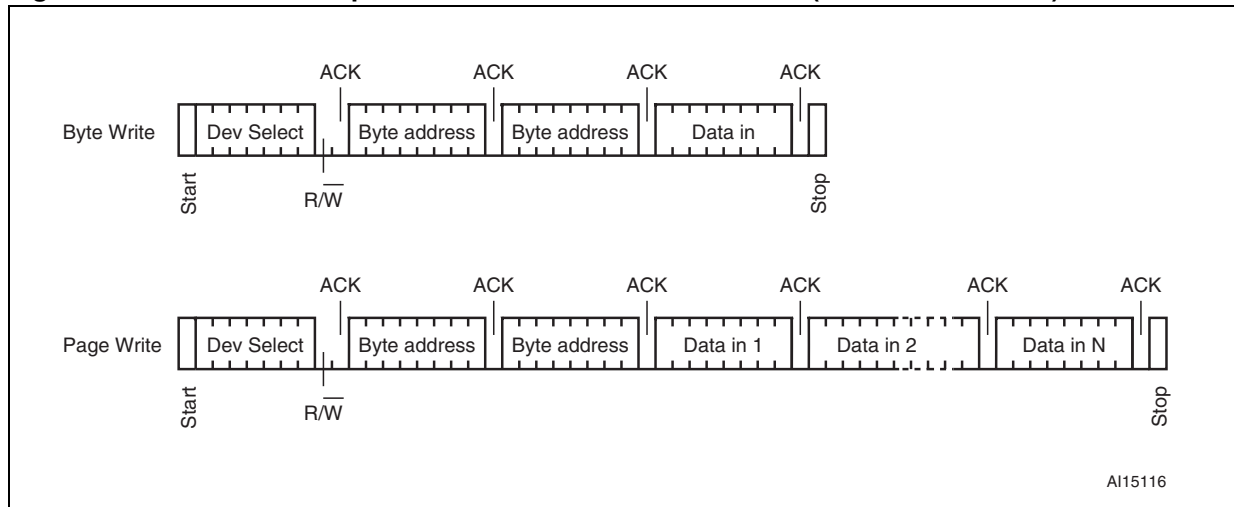 ACK ACK ACK ACK
Byte Write Dev Select Byte address Byte address Data in
Start R/W̅ Stop
ACK ACK ACK ACK ACK ACK
Page Write Dev Select Byte address Byte address Data in 1 Data in 2 Data in N
Start R/W̅ Stop
AI15116